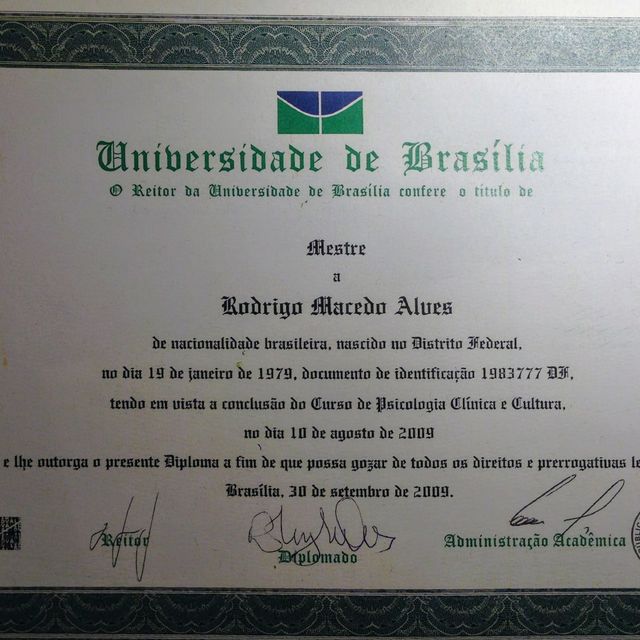 Universidade de Brasília
O Reitor da Universidade de Brasília confere o título de
Mestre
a
Rodrigo Macedo Alves
de nacionalidade brasileira, nascido no Distrito Federal,
no dia 19 de janeiro de 1979, documento de identificação 1983777 DF,
tendo em vista a conclusão do Curso de Psicologia Clínica e Cultura,
no dia 10 de agosto de 2009
e lhe outorga o presente Diploma a fim de que possa gozar de todos os direitos e prerrogativas le
Brasília, 30 de setembro de 2009.
Reitor
Diplomado
Administração Acadêmica